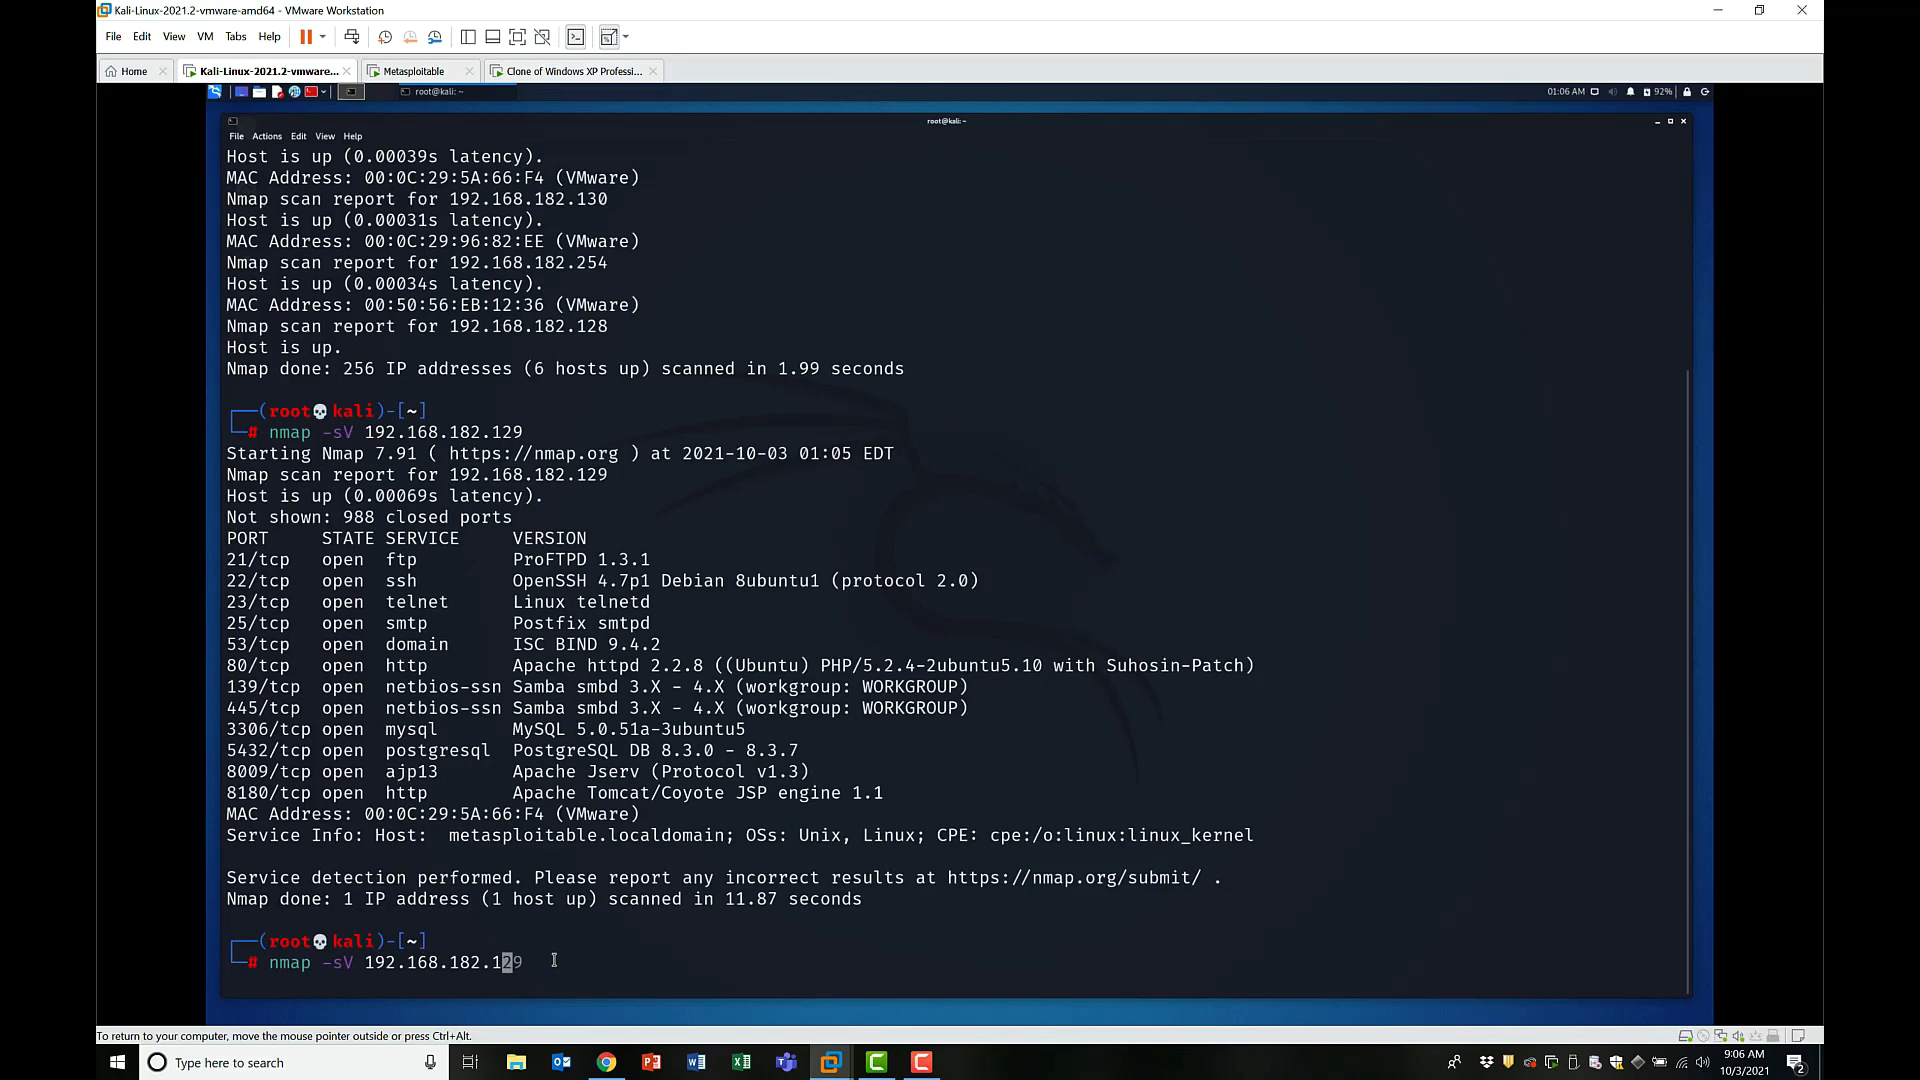 Kali-Linux-2021.2-vmware-amd64 - VMware Workstation
File Edit View VM Tabs Help
Home
Kali-Linux-2021.2-vmware...
Metasploitable
Clone of Windows XP Professi...
root@kali: ~
01:06 AM
92%
root@kali:~
File Actions Edit View Help
Host is up (0.00039s latency).
MAC Address: 00:0C:29:5A:66:F4 (VMware)
Nmap scan report for 192.168.182.130
Host is up (0.00031s latency).
MAC Address: 00:0C:29:96:82:EE (VMware)
Nmap scan report for 192.168.182.254
Host is up (0.00034s latency).
MAC Address: 00:50:56:EB:12:36 (VMware)
Nmap scan report for 192.168.182.128
Host is up.
Nmap done: 256 IP addresses (6 hosts up) scanned in 1.99 seconds
(root💀kali)-[~]
# nmap -sV 192.168.182.129
Starting Nmap 7.91 ( https://nmap.org ) at 2021-10-03 01:05 EDT
Nmap scan report for 192.168.182.129
Host is up (0.00069s latency).
Not shown: 988 closed ports
PORT STATE SERVICE VERSION
21/tcp open ftp ProFTPD 1.3.1
22/tcp open ssh OpenSSH 4.7p1 Debian 8ubuntu1 (protocol 2.0)
23/tcp open telnet Linux telnetd
25/tcp open smtp Postfix smtpd
53/tcp open domain ISC BIND 9.4.2
80/tcp open http Apache httpd 2.2.8 ((Ubuntu) PHP/5.2.4-2ubuntu5.10 with Suhosin-Patch)
139/tcp open netbios-ssn Samba smbd 3.X - 4.X (workgroup: WORKGROUP)
445/tcp open netbios-ssn Samba smbd 3.X - 4.X (workgroup: WORKGROUP)
3306/tcp open mysql MySQL 5.0.51a-3ubuntu5
5432/tcp open postgresql PostgreSQL DB 8.3.0 - 8.3.7
8009/tcp open ajp13 Apache Jserv (Protocol v1.3)
8180/tcp open http Apache Tomcat/Coyote JSP engine 1.1
MAC Address: 00:0C:29:5A:66:F4 (VMware)
Service Info: Host:  metasploitable.localdomain; OSs: Unix, Linux; CPE: cpe:/o:linux:linux_kernel
Service detection performed. Please report any incorrect results at https://nmap.org/submit/ .
Nmap done: 1 IP address (1 host up) scanned in 11.87 seconds
(root💀kali)-[~]
# nmap -sV 192.168.182.129
To return to your computer, move the mouse pointer outside or press Ctrl+Alt.
Type here to search
9:06 AM
10/3/2021
2